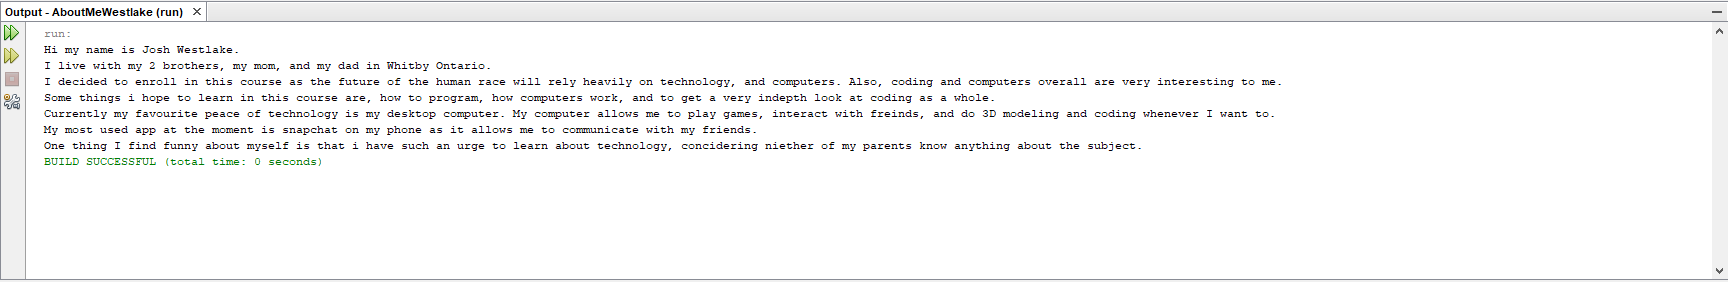 Output - AboutMeWestlake (run)
run:
Hi my name is Josh Westlake.
I live with my 2 brothers, my mom, and my dad in Whitby Ontario.
I decided to enroll in this course as the future of the human race will rely heavily on technology, and computers. Also, coding and computers overall are very interesting to me.
Some things i hope to learn in this course are, how to program, how computers work, and to get a very indepth look at coding as a whole.
Currently my favourite peace of technology is my desktop computer. My computer allows me to play games, interact with freinds, and do 3D modeling and coding whenever I want to.
My most used app at the moment is snapchat on my phone as it allows me to communicate with my friends.
One thing I find funny about myself is that i have such an urge to learn about technology, concidering niether of my parents know anything about the subject.
BUILD SUCCESSFUL (total time: 0 seconds)